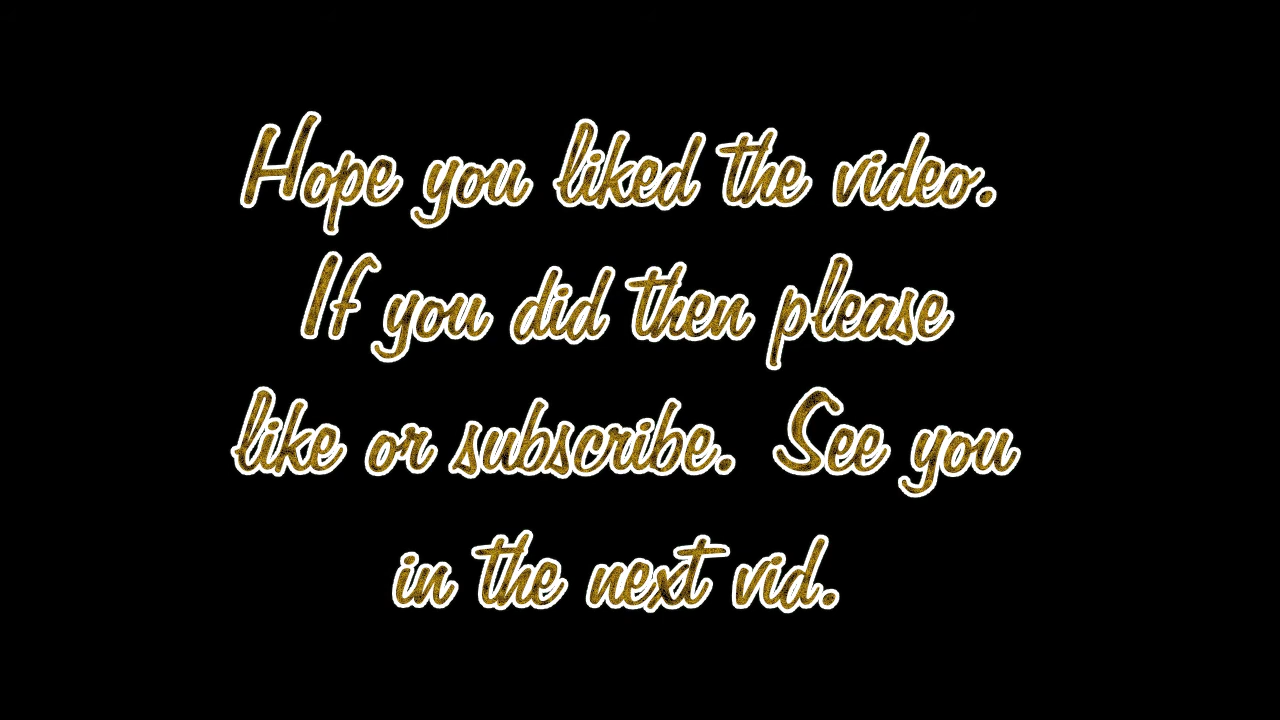 Hope you liked the video.
If you did then please
like or subscribe. See you
in the next vid.